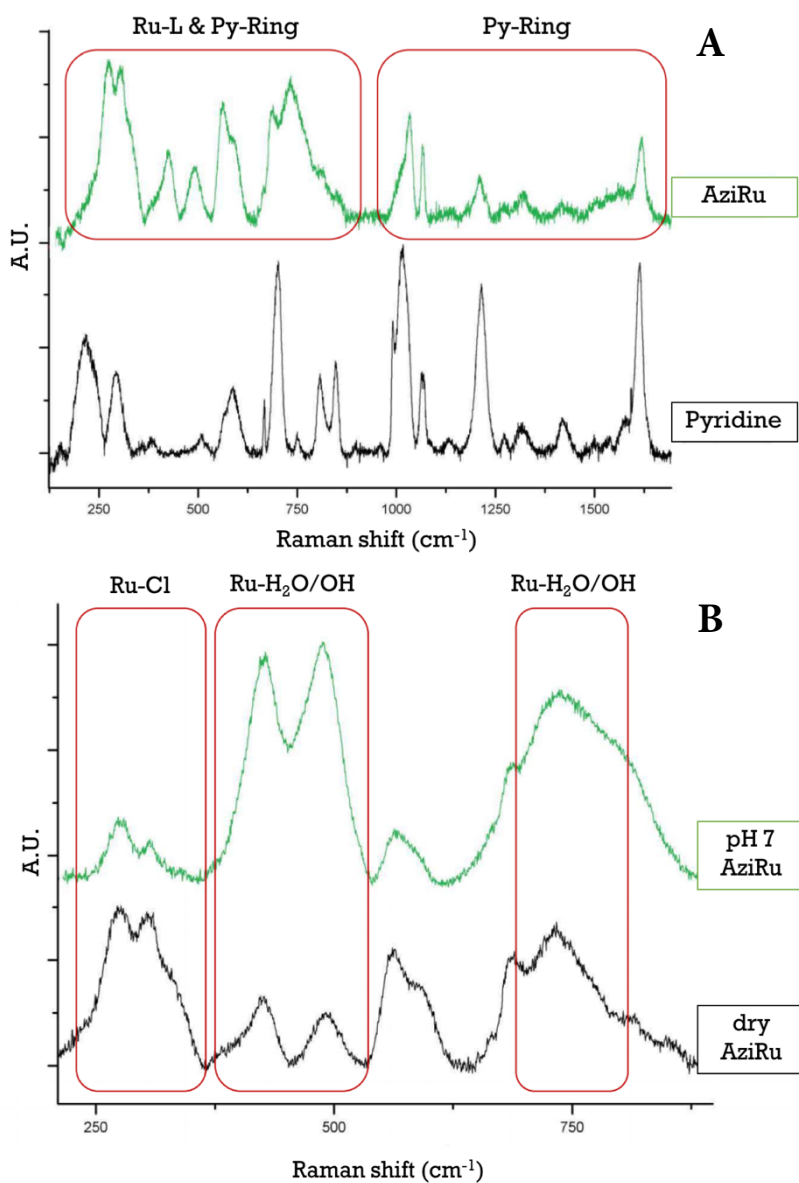 Ru-L & Py-Ring
Py-Ring
A
AziRu
Pyridine
A.U.
250
500
750
1000
1250
1500
Raman shift (cm⁻¹)
Ru-Cl
Ru-H₂O/OH
Ru-H₂O/OH
B
pH 7
AziRu
dry
AziRu
A.U.
250
500
750
Raman shift (cm⁻¹)